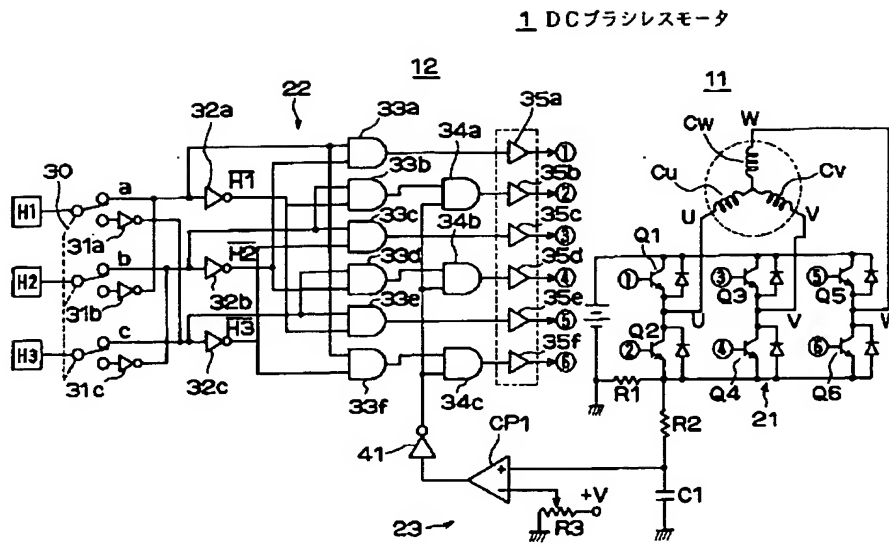 1 DCブラシレスモータ
12
11
22
33a
35a
W
32a
34a
Cw
33b
35b
Cv
30
a
H1
33c
35c
Cu
H1
31a
34b
U
V
33d
35d
Q1
b
H2
33e
35e
①
②
③
④
⑤
⑥
H2
32b
①
③
⑤
Q3
Q5
31b
H3
35f
U
V
W
c
Q2
②
④
⑥
H3
31c
32c
33f
34c
R1
Q4
21
Q6
CP1
41
R2
+
−
+V
C1
23
R3